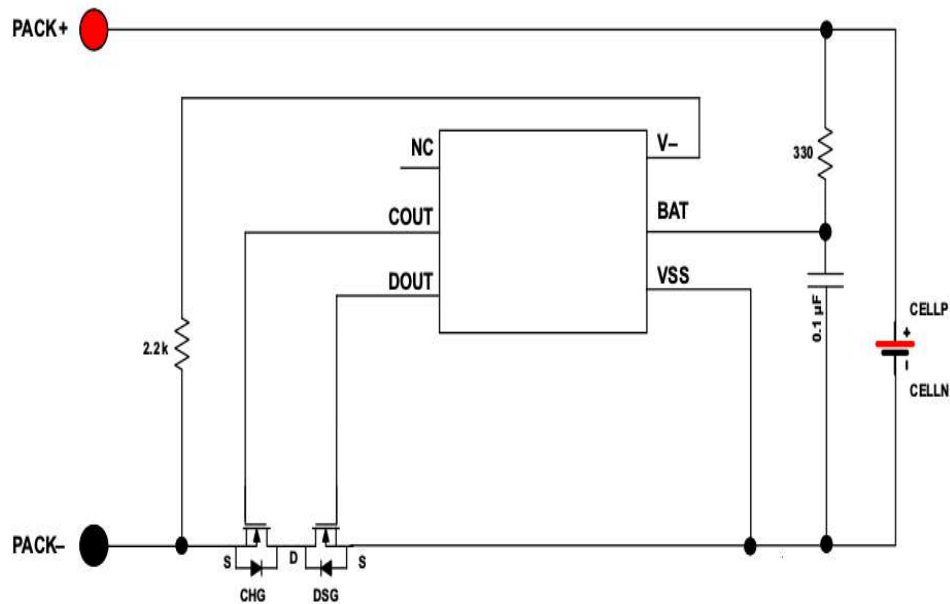 PACK+
NC
V–
330
COUT
BAT
DOUT
VSS
0.1 µF
CELLP
+
2.2k
–
CELLN
PACK–
S
D
S
CHG
DSG